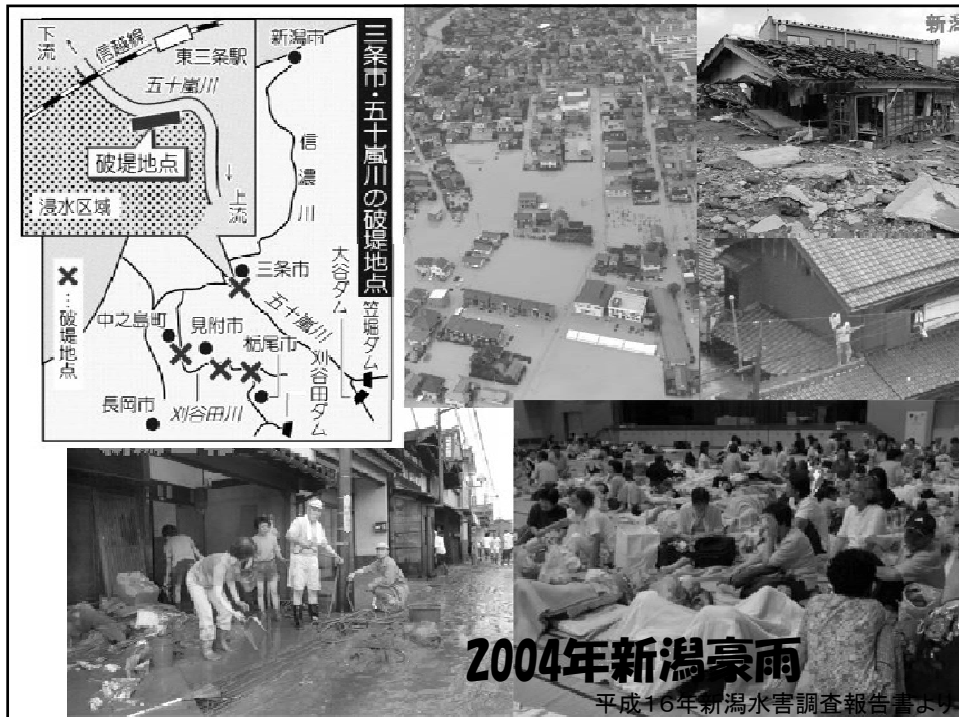 三条市・五十嵐川の破堤地点
下流
信越線
東三条駅
五十嵐川
破堤地点
浸水区域
上流
新潟市
信濃川
三条市
大谷ダム
笠堀ダム
五十嵐川
×…破堤地点
中之島町
見附市
栃尾市
刈谷田ダム
刈谷田川
長岡市
新潟
2004年新潟豪雨
平成16年新潟水害調査報告書より